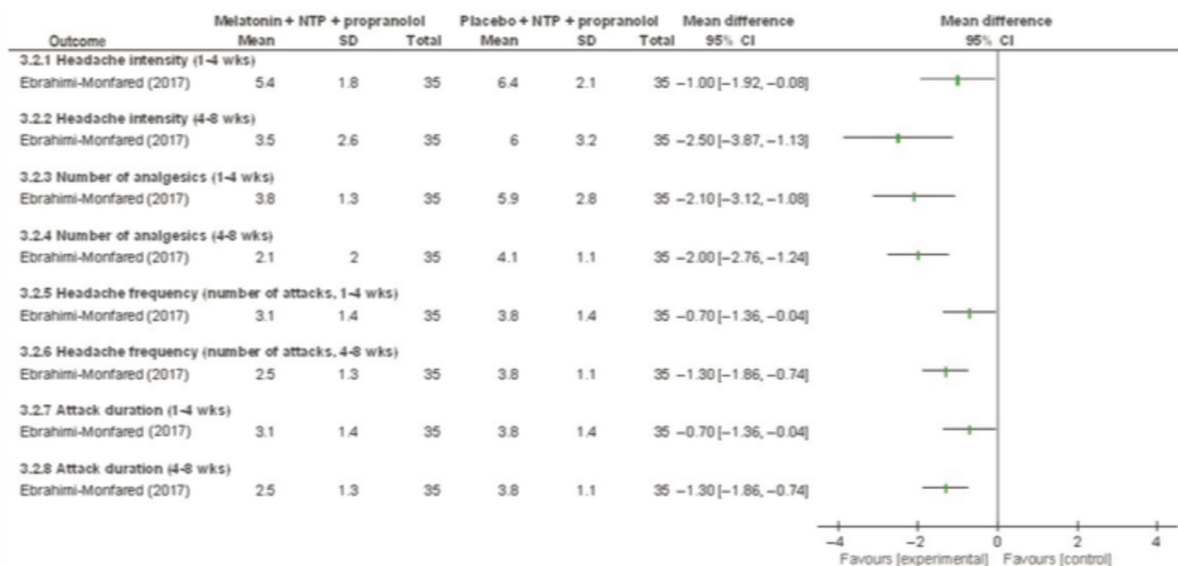 Melatonin + NTP + propranolol Placebo + NTP + propranolol Mean difference Mean difference
Outcome Mean SD Total Mean SD Total 95% CI 95% CI
3.2.1 Headache intensity (1-4 wks)
Ebrahimi-Monfared (2017) 5.4 1.8 35 6.4 2.1 35 −1.00 [−1.92, −0.08]
3.2.2 Headache intensity (4-8 wks)
Ebrahimi-Monfared (2017) 3.5 2.6 35 6 3.2 35 −2.50 [−3.87, −1.13]
3.2.3 Number of analgesics (1-4 wks)
Ebrahimi-Monfared (2017) 3.8 1.3 35 5.9 2.8 35 −2.10 [−3.12, −1.08]
3.2.4 Number of analgesics (4-8 wks)
Ebrahimi-Monfared (2017) 2.1 2 35 4.1 1.1 35 −2.00 [−2.76, −1.24]
3.2.5 Headache frequency (number of attacks, 1-4 wks)
Ebrahimi-Monfared (2017) 3.1 1.4 35 3.8 1.4 35 −0.70 [−1.36, −0.04]
3.2.6 Headache frequency (number of attacks, 4-8 wks)
Ebrahimi-Monfared (2017) 2.5 1.3 35 3.8 1.1 35 −1.30 [−1.86, −0.74]
3.2.7 Attack duration (1-4 wks)
Ebrahimi-Monfared (2017) 3.1 1.4 35 3.8 1.4 35 −0.70 [−1.36, −0.04]
3.2.8 Attack duration (4-8 wks)
Ebrahimi-Monfared (2017) 2.5 1.3 35 3.8 1.1 35 −1.30 [−1.86, −0.74]
−4 −2 0 2 4
Favours [experimental] Favours [control]